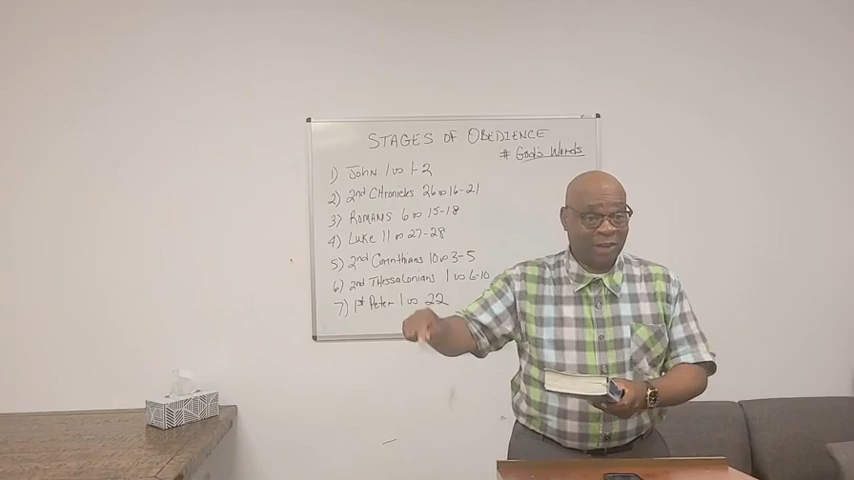 STAGES OF OBEDIENCE
# God's Words
1) John 1 vs 1-2
2) 2nd CHronicles 26 vs 16-21
3) ROMANS 6 vs 15-18
4) Luke 11 vs 27-28
5) 2nd Corinthians 10 vs 3-5
6) 2nd THessalonians 1 vs 6-10
7) 1st Peter 1 vs 22